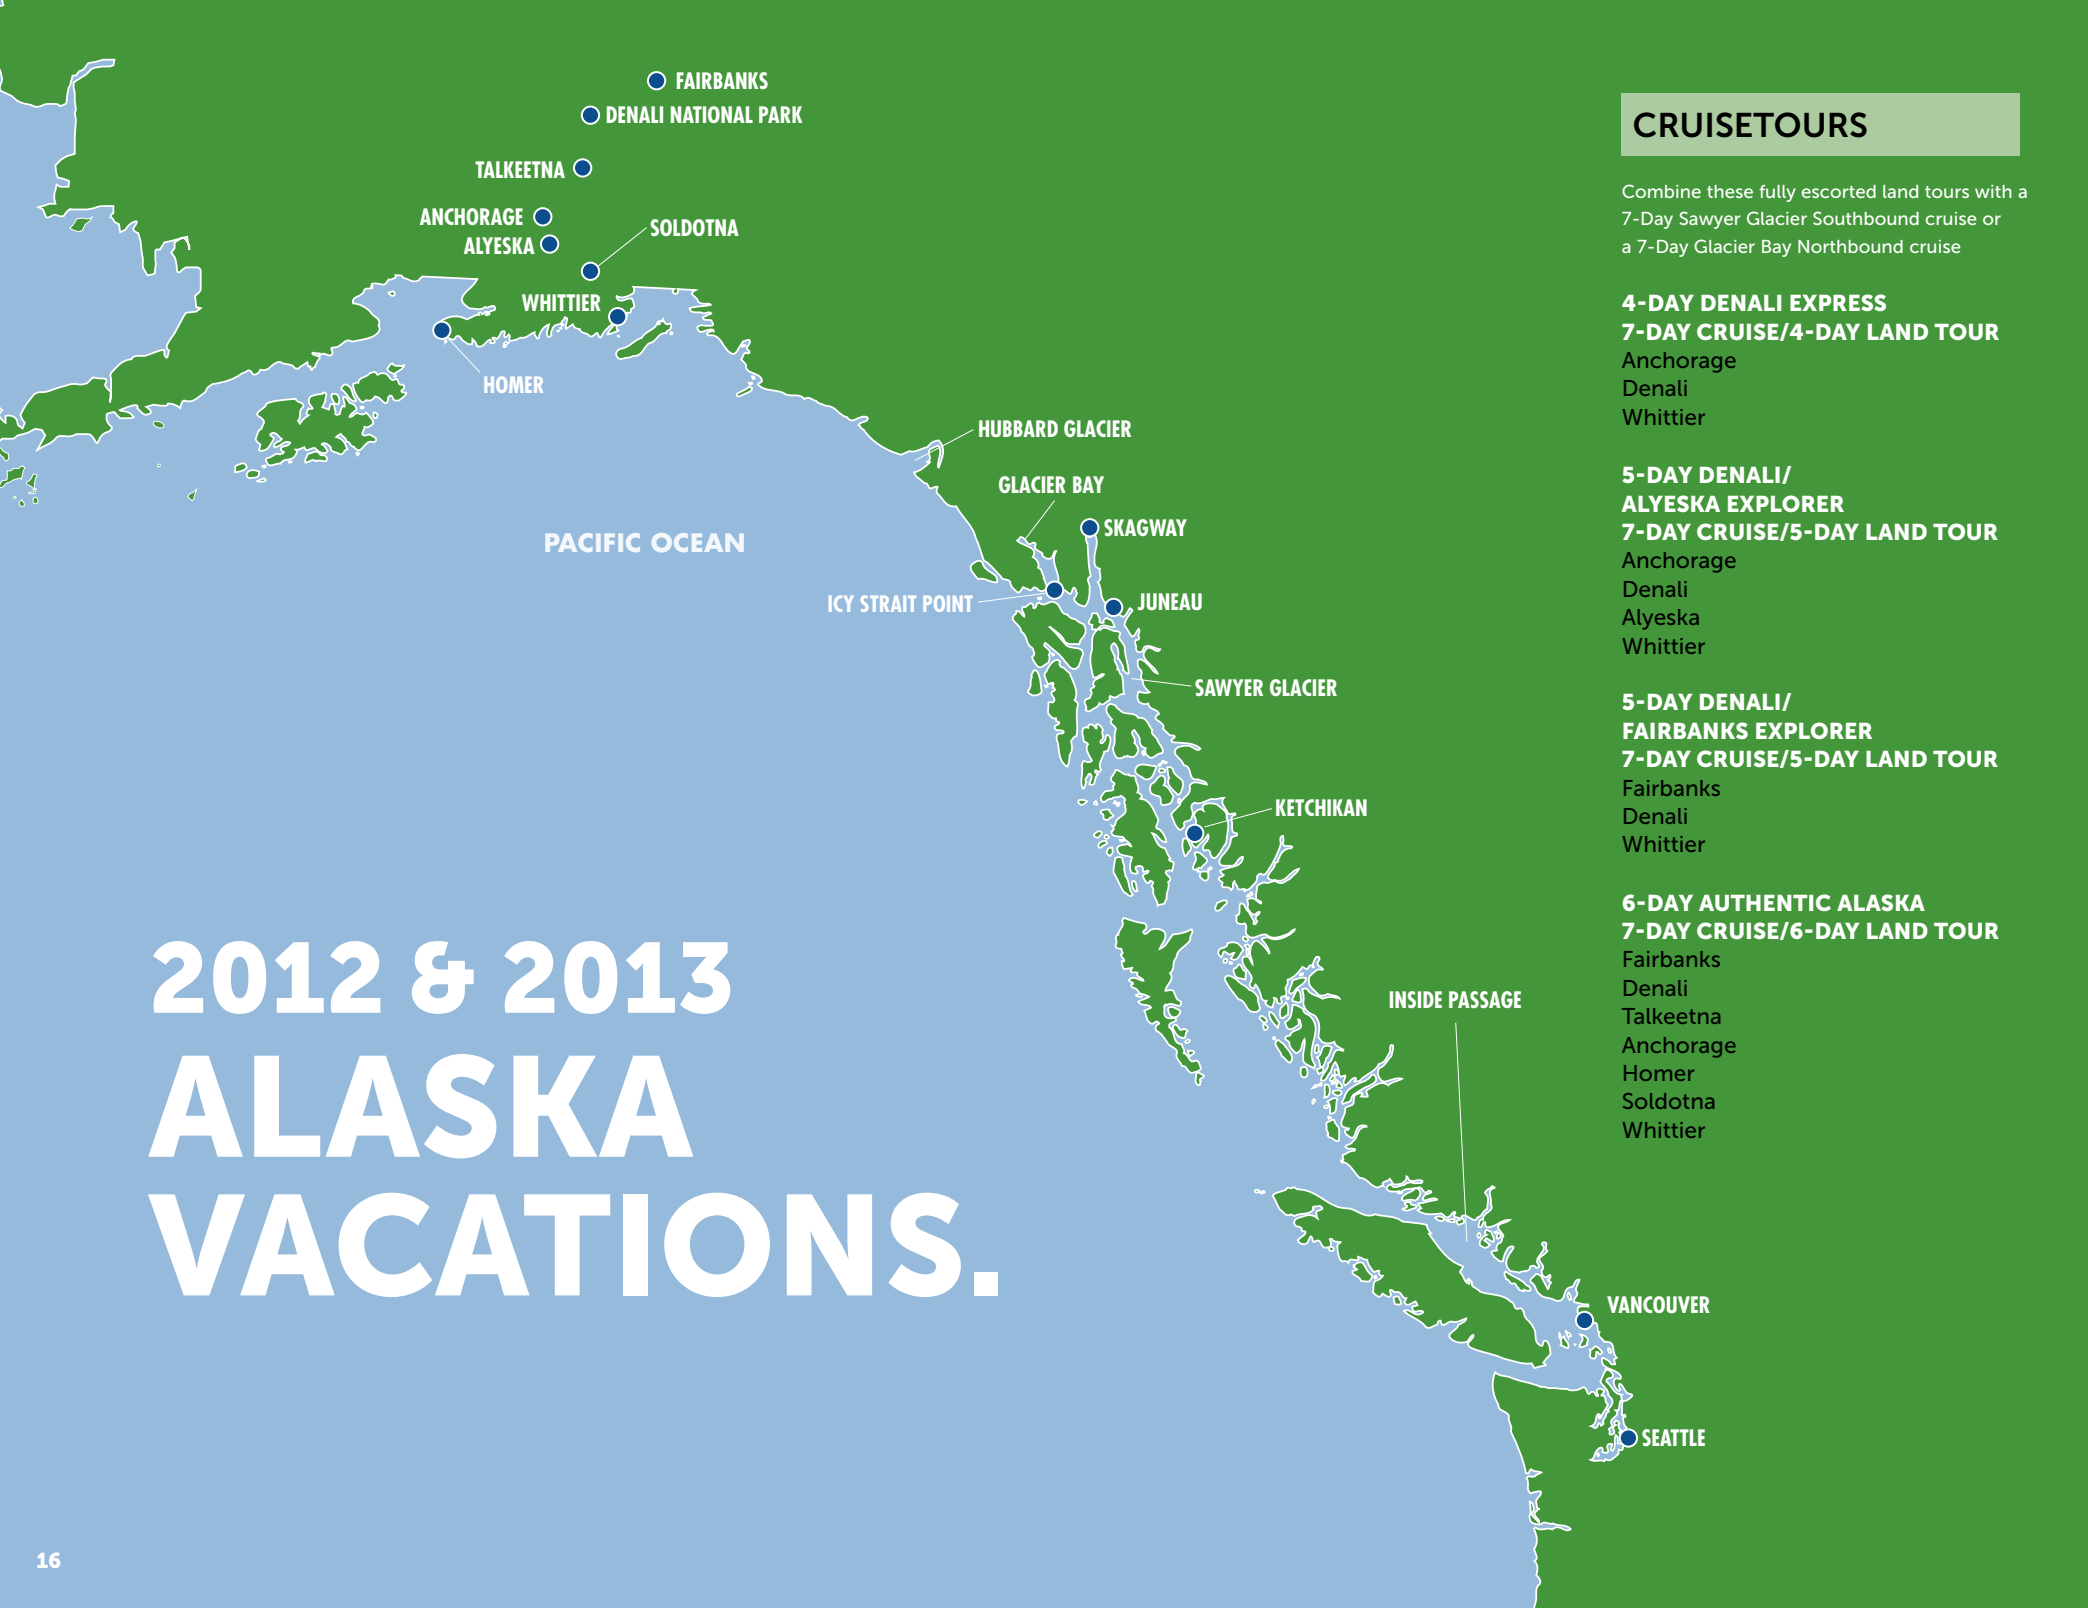 FAIRBANKS
DENALI NATIONAL PARK
TALKEETNA
ANCHORAGE
SOLDOTNA
ALYESKA
WHITTIER
HOMER
HUBBARD GLACIER
GLACIER BAY
SKAGWAY
PACIFIC OCEAN
ICY STRAIT POINT
JUNEAU
SAWYER GLACIER
KETCHIKAN
INSIDE PASSAGE
VANCOUVER
SEATTLE
2012 & 2013
ALASKA
VACATIONS.
CRUISETOURS
Combine these fully escorted land tours with a
7-Day Sawyer Glacier Southbound cruise or
a 7-Day Glacier Bay Northbound cruise
4-DAY DENALI EXPRESS
7-DAY CRUISE/4-DAY LAND TOUR
Anchorage
Denali
Whittier
5-DAY DENALI/
ALYESKA EXPLORER
7-DAY CRUISE/5-DAY LAND TOUR
Anchorage
Denali
Alyeska
Whittier
5-DAY DENALI/
FAIRBANKS EXPLORER
7-DAY CRUISE/5-DAY LAND TOUR
Fairbanks
Denali
Whittier
6-DAY AUTHENTIC ALASKA
7-DAY CRUISE/6-DAY LAND TOUR
Fairbanks
Denali
Talkeetna
Anchorage
Homer
Soldotna
Whittier
16